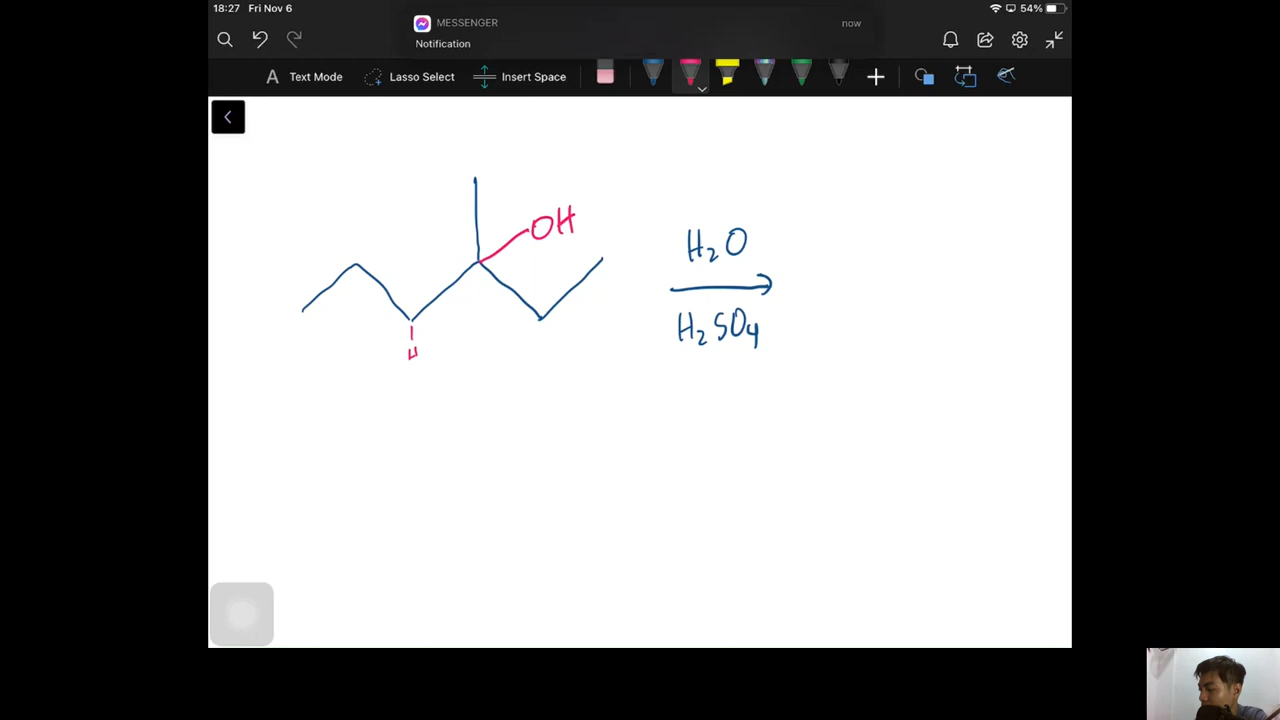 18:27 Fri Nov 6
54%
MESSENGER
now
Notification
A Text Mode
Lasso Select
Insert Space
OH
H
H₂O
H₂SO₄